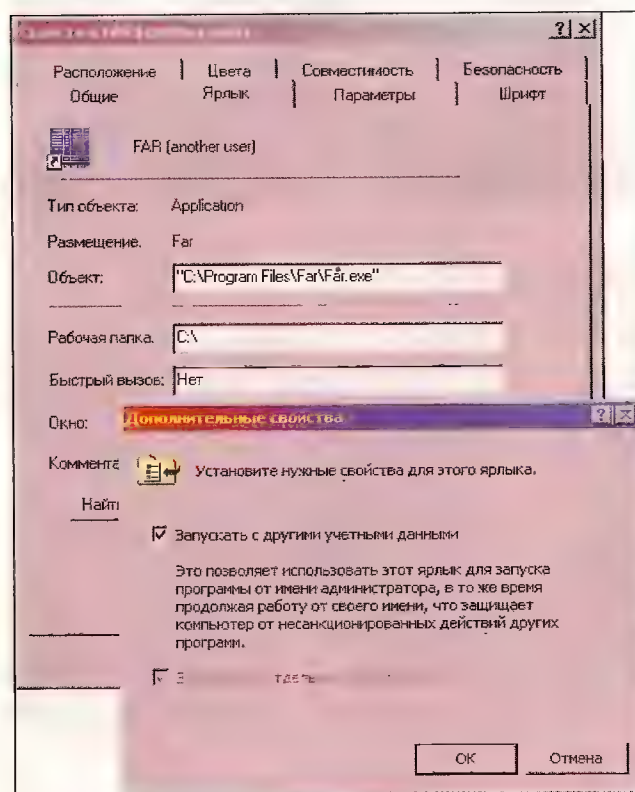 Расположение
Цвета
Совместимость
Безопасность
Общие
Ярлык
Параметры
Шрифт
FAR (another user)
Тип объекта: Application
Размещение. Far
Объект: "C:\Program Files\Far\Far.exe"
Рабочая папка. C:\
Быстрый вызов: Нет
Окно:
Коммента
Найти
Дополнительные свойства
Установите нужные свойства для этого ярлыка.
Запускать с другими учетными данными
Это позволяет использовать этот ярлык для запуска
программы от имени администратора, в то же время
продолжая работу от своего имени, что защищает
компьютер от несанкционированных действий других
программ.
OK
Отмена